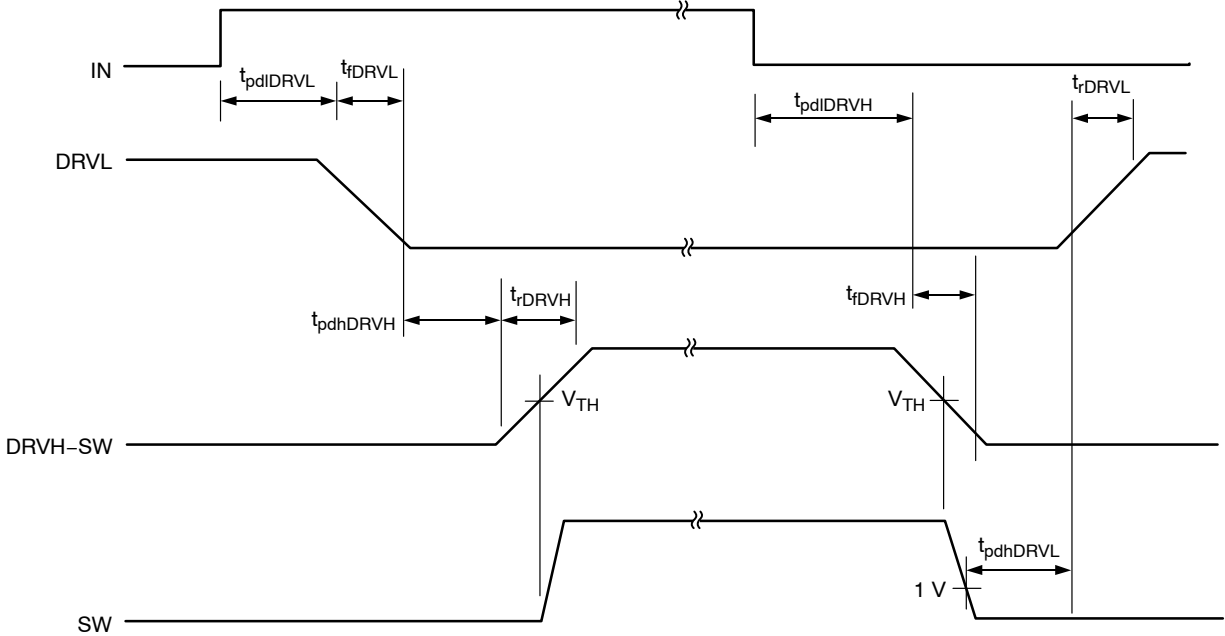 IN
tpdlDRVL
tfDRVL
tpdlDRVH
trDRVL
DRVL
tpdhDRVH
trDRVH
tfDRVH
VTH
VTH
DRVH–SW
tpdhDRVL
1 V
SW